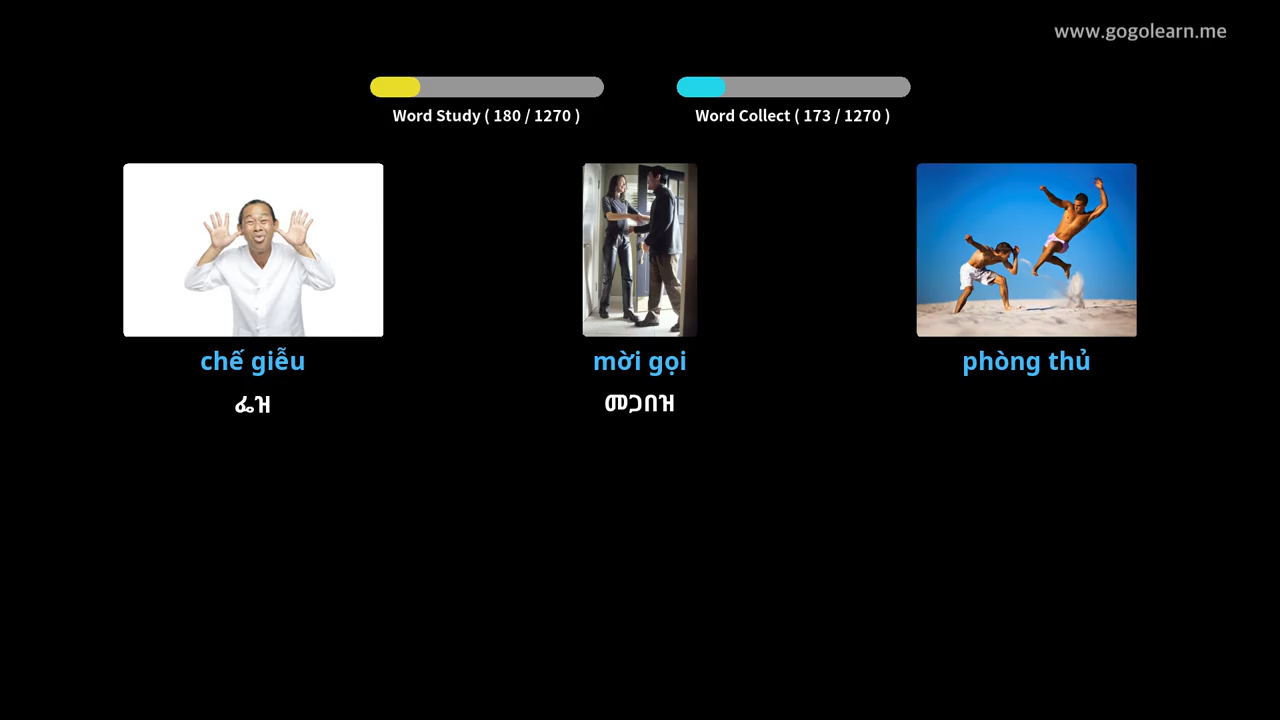 www.gogolearn.me
Word Study ( 180 / 1270 )
Word Collect ( 173 / 1270 )
chế giễu
mời gọi
phòng thủ
ፌዝ
መጋበዝ